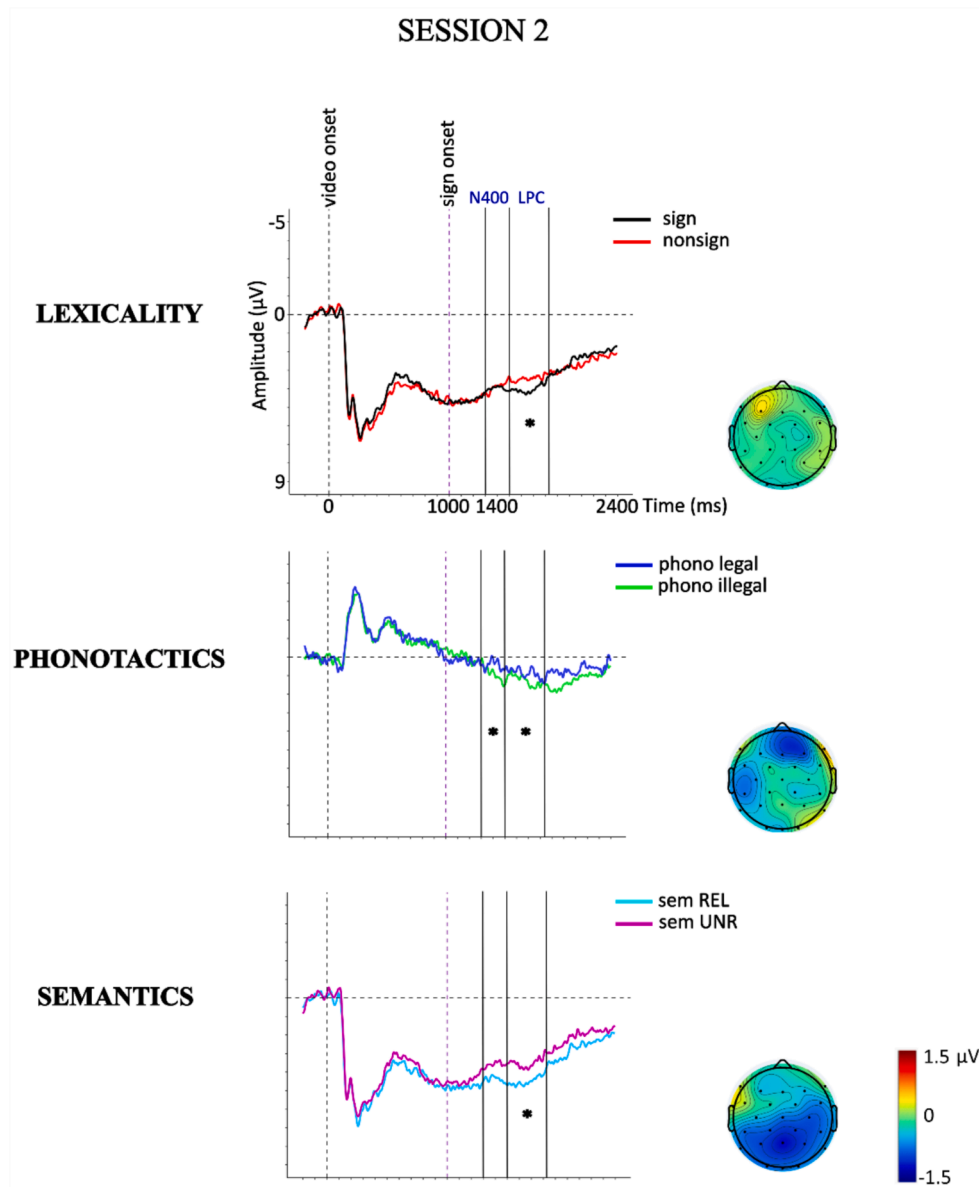 SESSION 2
video onset
sign onset
N400 LPC
-5
sign
nonsign
LEXICALITY
Amplitude (µV)
0
*
9
0 1000 1400 2400 Time (ms)
phono legal
phono illegal
PHONOTACTICS
* *
sem REL
sem UNR
SEMANTICS
*
1.5 µV
0
-1.5